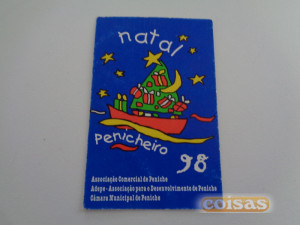 natal
penicheiro
98
Associação Comercial de Peniche
Adepe - Associação para o Desenvolvimento de Peniche
Câmara Municipal de Peniche
coisas